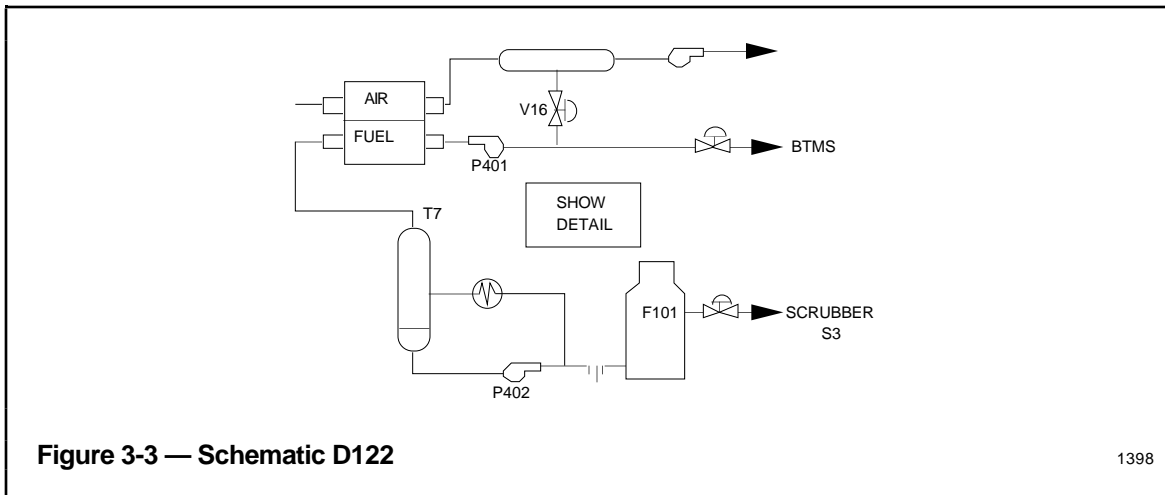 AIR
V16
FUEL
P401
BTMS
T7
SHOW
DETAIL
F101
SCRUBBER
S3
P402
Figure 3-3 — Schematic D122
1398